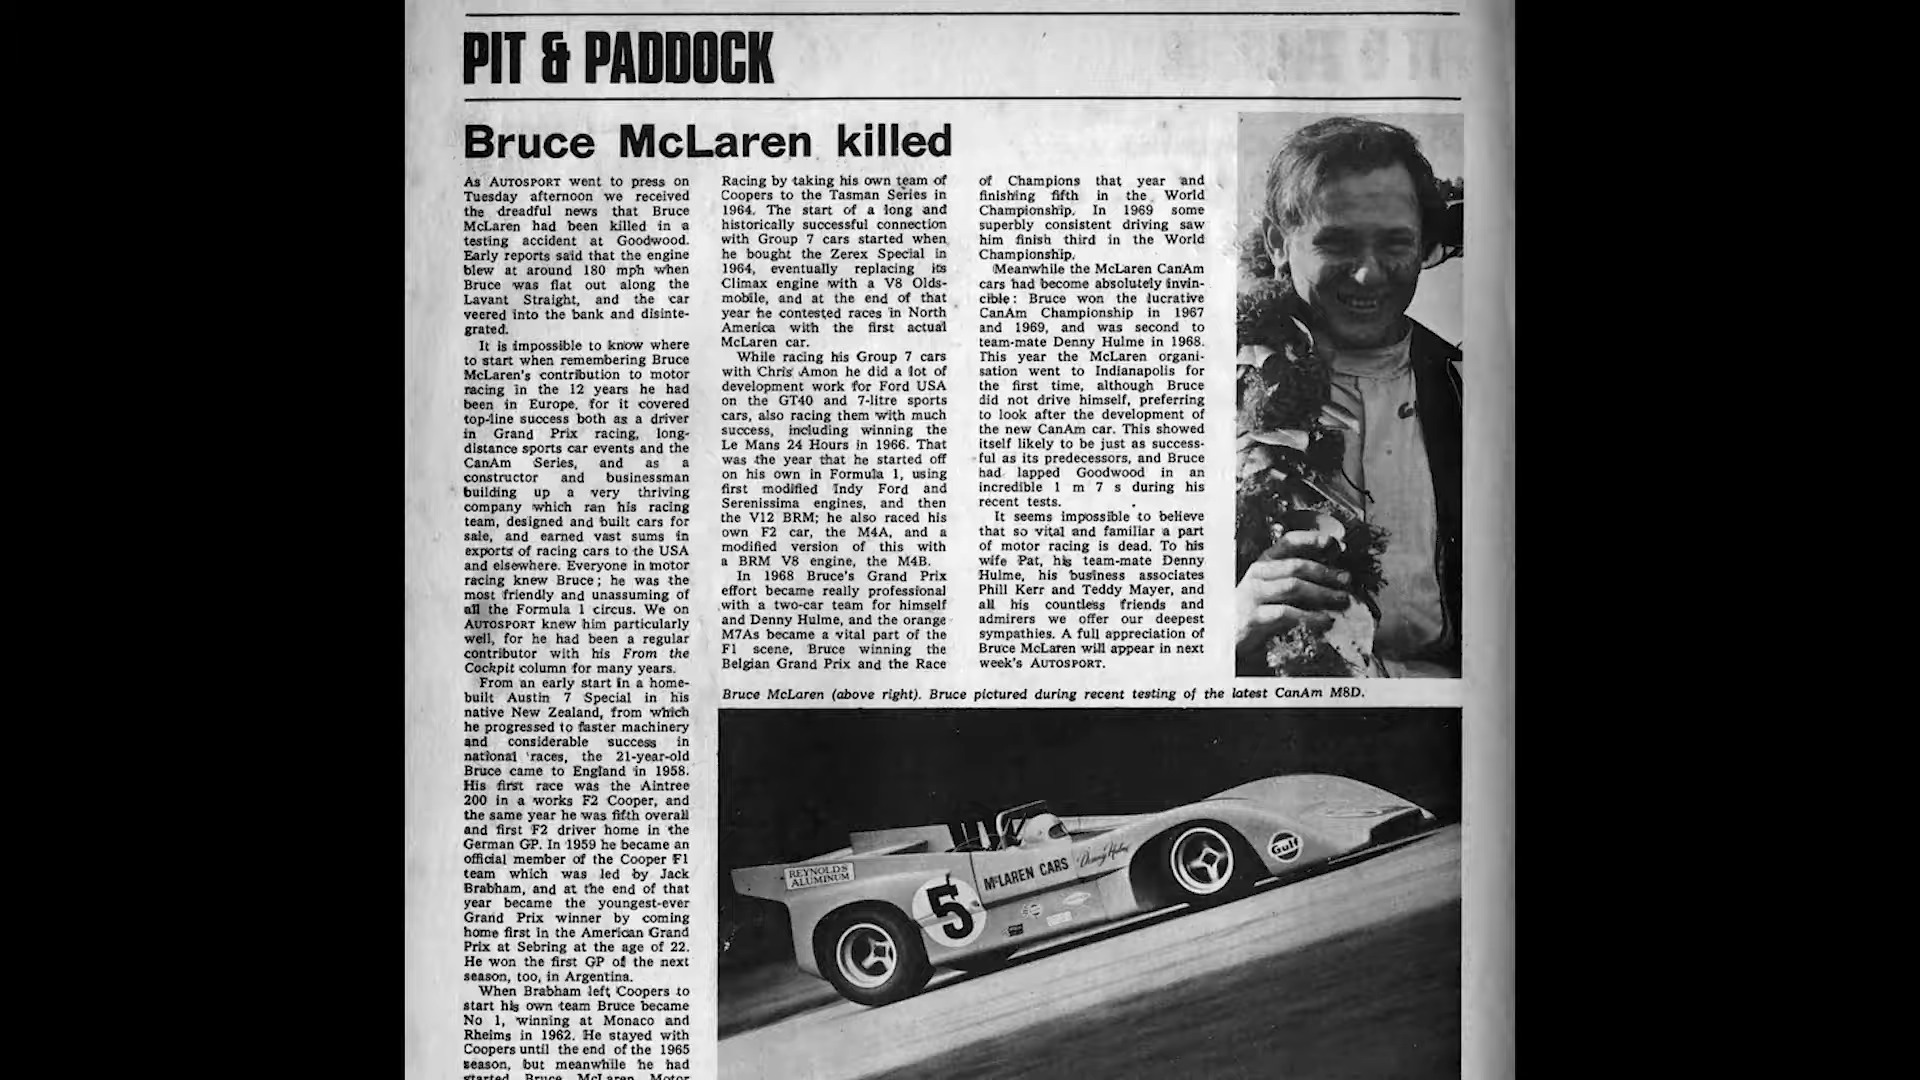 PIT & PADDOCK
Bruce McLaren killed
As AUTOSPORT went to press on
Tuesday afternoon we received
the dreadful news that Bruce
McLaren had been killed in a
testing accident at Goodwood.
Early reports said that the engine
blew at around 180 mph when
Bruce was flat out along the
Lavant Straight, and the car
veered into the bank and disinte-
grated.
It is impossible to know where
to start when remembering Bruce
McLaren's contribution to motor
racing in the 12 years he had
been in Europe, for it covered
top-line success both as a driver
in Grand Prix racing, long-
distance sports car events and the
CanAm Series, and as a
constructor and businessman
building up a very thriving
company which ran his racing
team, designed and built cars for
sale, and earned vast sums in
exports of racing cars to the USA
and elsewhere. Everyone in motor
racing knew Bruce; he was the
most friendly and unassuming of
all the Formula 1 circus. We on
AUTOSPORT knew him particularly
well, for he had been a regular
contributor with his From the
Cockpit column for many years.
From an early start in a home-
built Austin 7 Special in his
native New Zealand, from which
he progressed to faster machinery
and considerable success in
national races, the 21-year-old
Bruce came to England in 1958.
His first race was the Aintree
200 in a works F2 Cooper, and
the same year he was fifth overall
and first F2 driver home in the
German GP. In 1959 he became an
official member of the Cooper F1
team which was led by Jack
Brabham, and at the end of that
year became the youngest-ever
Grand Prix winner by coming
home first in the American Grand
Prix at Sebring at the age of 22.
He won the first GP of the next
season, too, in Argentina.
When Brabham left Coopers to
start his own team Bruce became
No 1, winning at Monaco and
Rheims in 1962. He stayed with
Coopers until the end of the 1965
season, but meanwhile he had
started Bruce McLaren Motor
Racing by taking his own team of
Coopers to the Tasman Series in
1964. The start of a long and
historically successful connection
with Group 7 cars started when
he bought the Zerex Special in
1964, eventually replacing its
Climax engine with a V8 Olds-
mobile, and at the end of that
year he contested races in North
America with the first actual
McLaren car.
While racing his Group 7 cars
with Chris Amon he did a lot of
development work for Ford USA
on the GT40 and 7-litre sports
cars, also racing them with much
success, including winning the
Le Mans 24 Hours in 1966. That
was the year that he started off
on his own in Formula 1, using
first modified Indy Ford and
Serenissima engines, and then
the V12 BRM; he also raced his
own F2 car, the M4A, and a
modified version of this with
a BRM V8 engine, the M4B.
In 1968 Bruce's Grand Prix
effort became really professional
with a two-car team for himself
and Denny Hulme, and the orange
M7As became a vital part of the
F1 scene, Bruce winning the
Belgian Grand Prix and the Race
of Champions that year and
finishing fifth in the World
Championship. In 1969 some
superbly consistent driving saw
him finish third in the World
Championship.
Meanwhile the McLaren CanAm
cars had become absolutely invin-
cible: Bruce won the lucrative
CanAm Championship in 1967
and 1969, and was second to
team-mate Denny Hulme in 1968.
This year the McLaren organi-
sation went to Indianapolis for
the first time, although Bruce
did not drive himself, preferring
to look after the development of
the new CanAm car. This showed
itself likely to be just as success-
ful as its predecessors, and Bruce
had lapped Goodwood in an
incredible 1 m 7 s during his
recent tests.
It seems impossible to believe
that so vital and familiar a part
of motor racing is dead. To his
wife Pat, his team-mate Denny
Hulme, his business associates
Phill Kerr and Teddy Mayer, and
all his countless friends and
admirers we offer our deepest
sympathies. A full appreciation of
Bruce McLaren will appear in next
week's AUTOSPORT.
Bruce McLaren (above right). Bruce pictured during recent testing of the latest CanAm M8D.
REYNOLDS
ALUMINUM
5
McLAREN CARS
Denny Hulme
Gulf